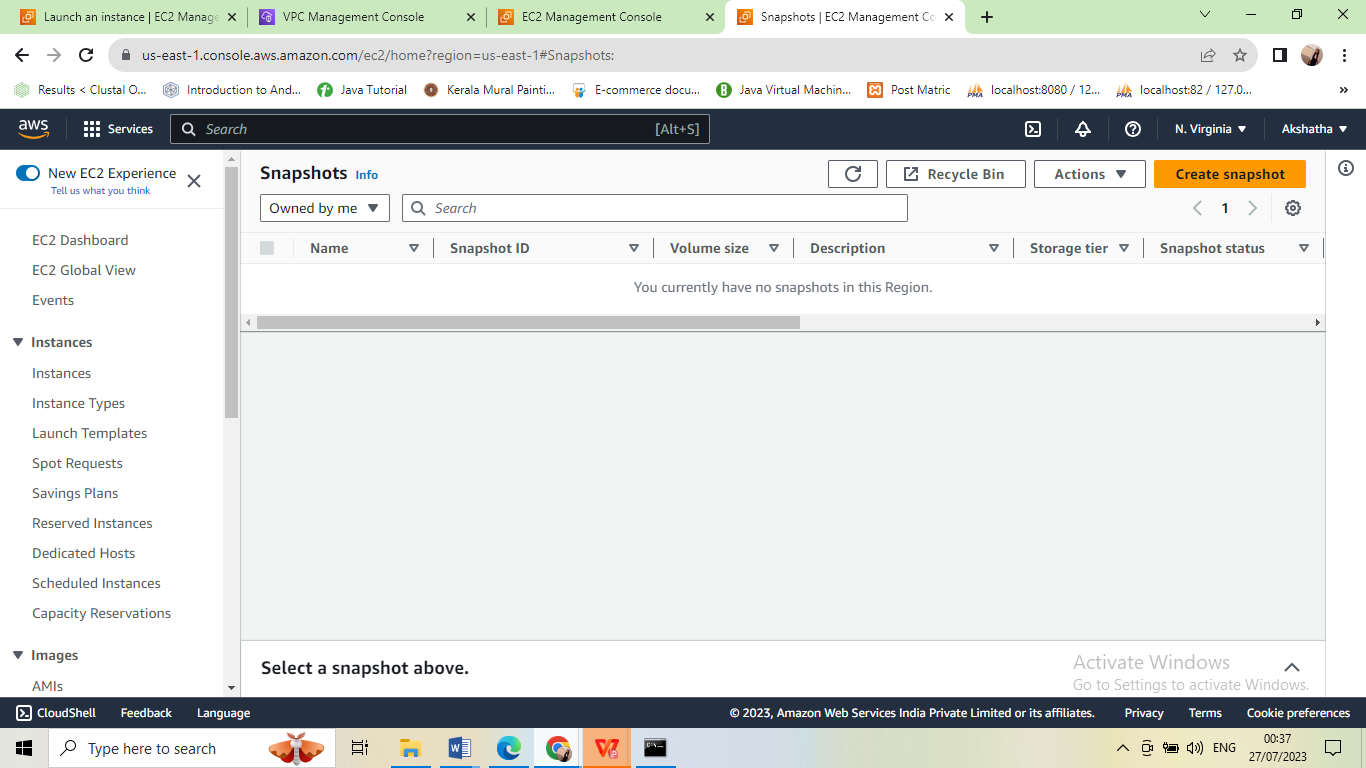 Launch an instance | EC2 Manage
VPC Management Console
EC2 Management Console
Snapshots | EC2 Management Co
us-east-1.console.aws.amazon.com/ec2/home?region=us-east-1#Snapshots:
Results < Clustal O...
Introduction to And...
Java Tutorial
Kerala Mural Painti...
E-commerce docu...
Java Virtual Machin...
Post Matric
localhost:8080 / 12...
localhost:82 / 127.0...
»
aws
Services
Search
[Alt+S]
N. Virginia
Akshatha
New EC2 Experience
Tell us what you think
EC2 Dashboard
EC2 Global View
Events
Instances
Instances
Instance Types
Launch Templates
Spot Requests
Savings Plans
Reserved Instances
Dedicated Hosts
Scheduled Instances
Capacity Reservations
Images
AMIs
Snapshots Info
Recycle Bin
Actions
Create snapshot
Owned by me
Search
1
Name
Snapshot ID
Volume size
Description
Storage tier
Snapshot status
You currently have no snapshots in this Region.
Select a snapshot above.
Activate Windows
Go to Settings to activate Windows.
CloudShell
Feedback
Language
© 2023, Amazon Web Services India Private Limited or its affiliates.
Privacy
Terms
Cookie preferences
Type here to search
ENG
00:37
27/07/2023